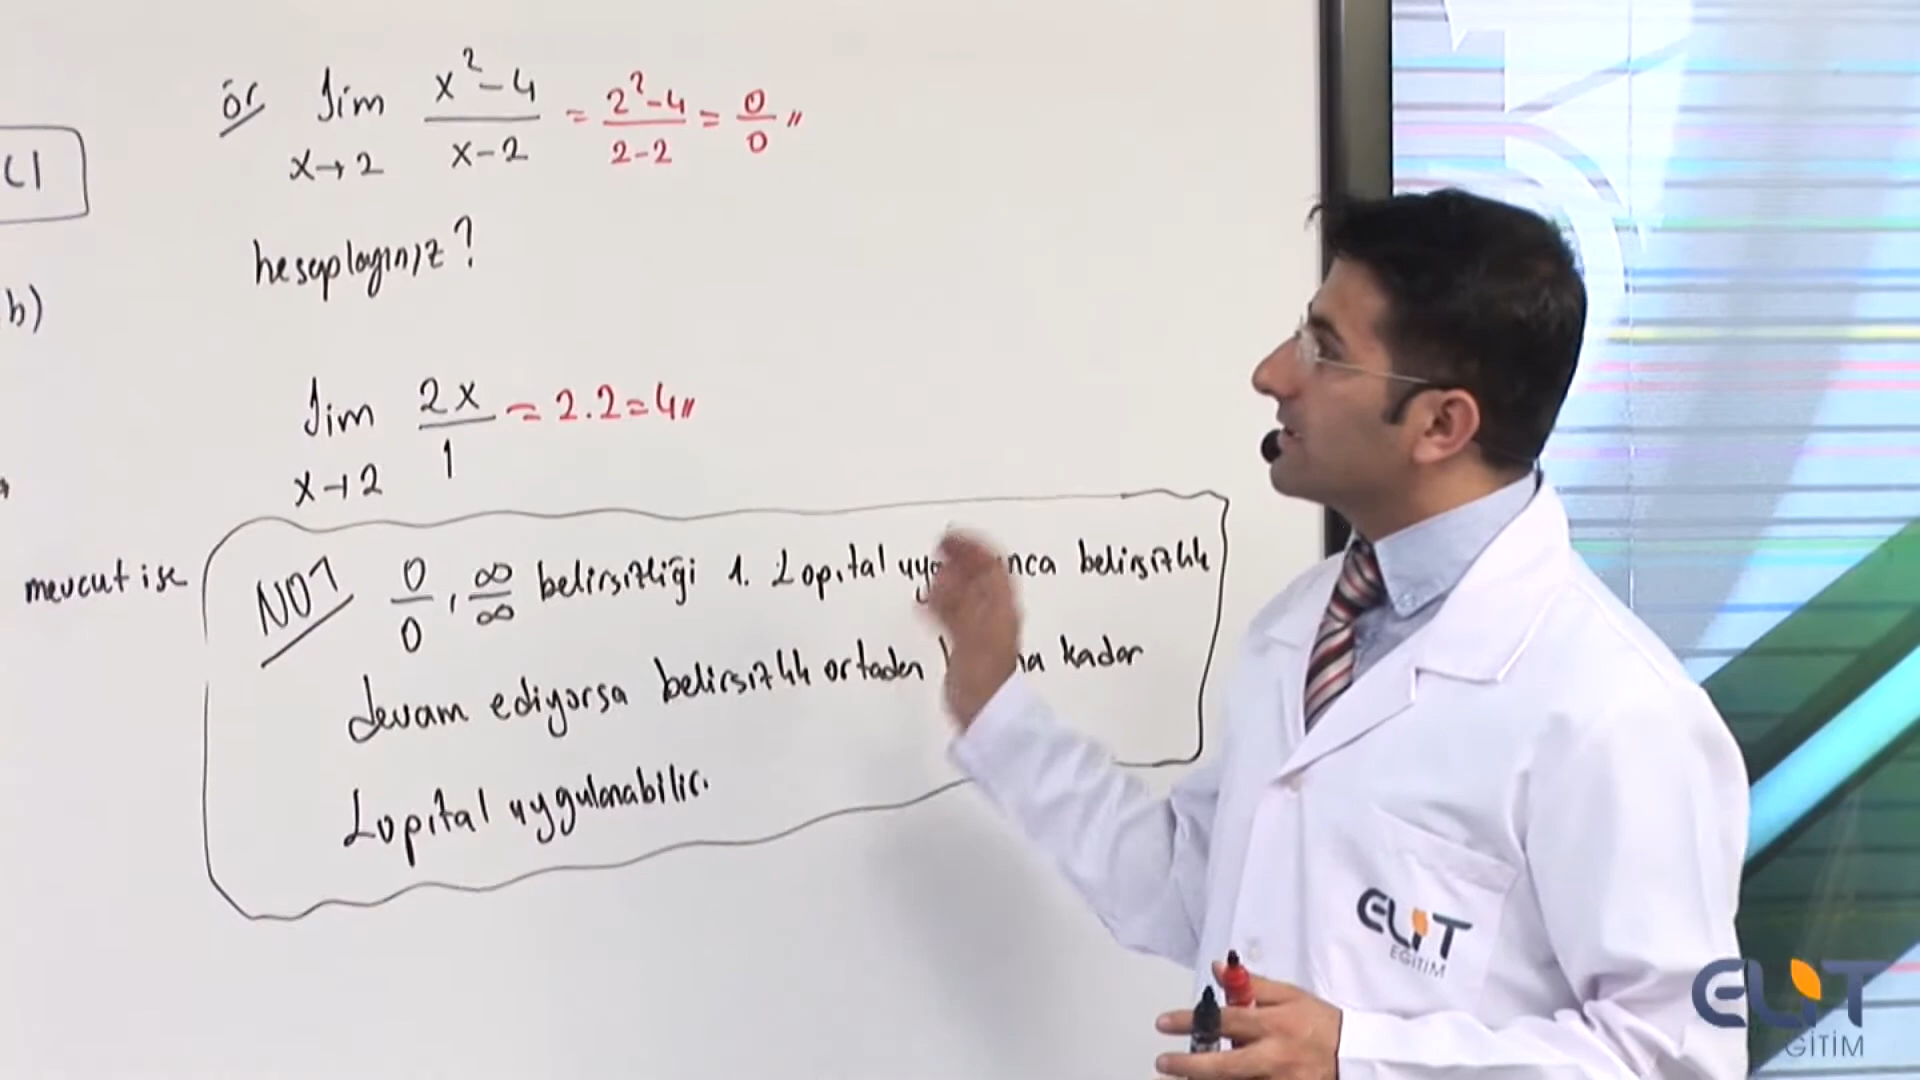 ör lim x²-4 / x-2 = 2²-4 / 2-2 = 0/0 //
x→2
hesaplayınız?
lim 2x / 1 = 2.2 = 4 //
x→2
c)
b)
mevcut ise
NOT 0/0 , ∞/∞ belirsizliği 1. Lopital belirsizlik
devam ediyorsa belirsizlik ortadan kadar
Lopital uygulanabilir.
ELİT
EĞİTİM
ELİT
EĞİTİM